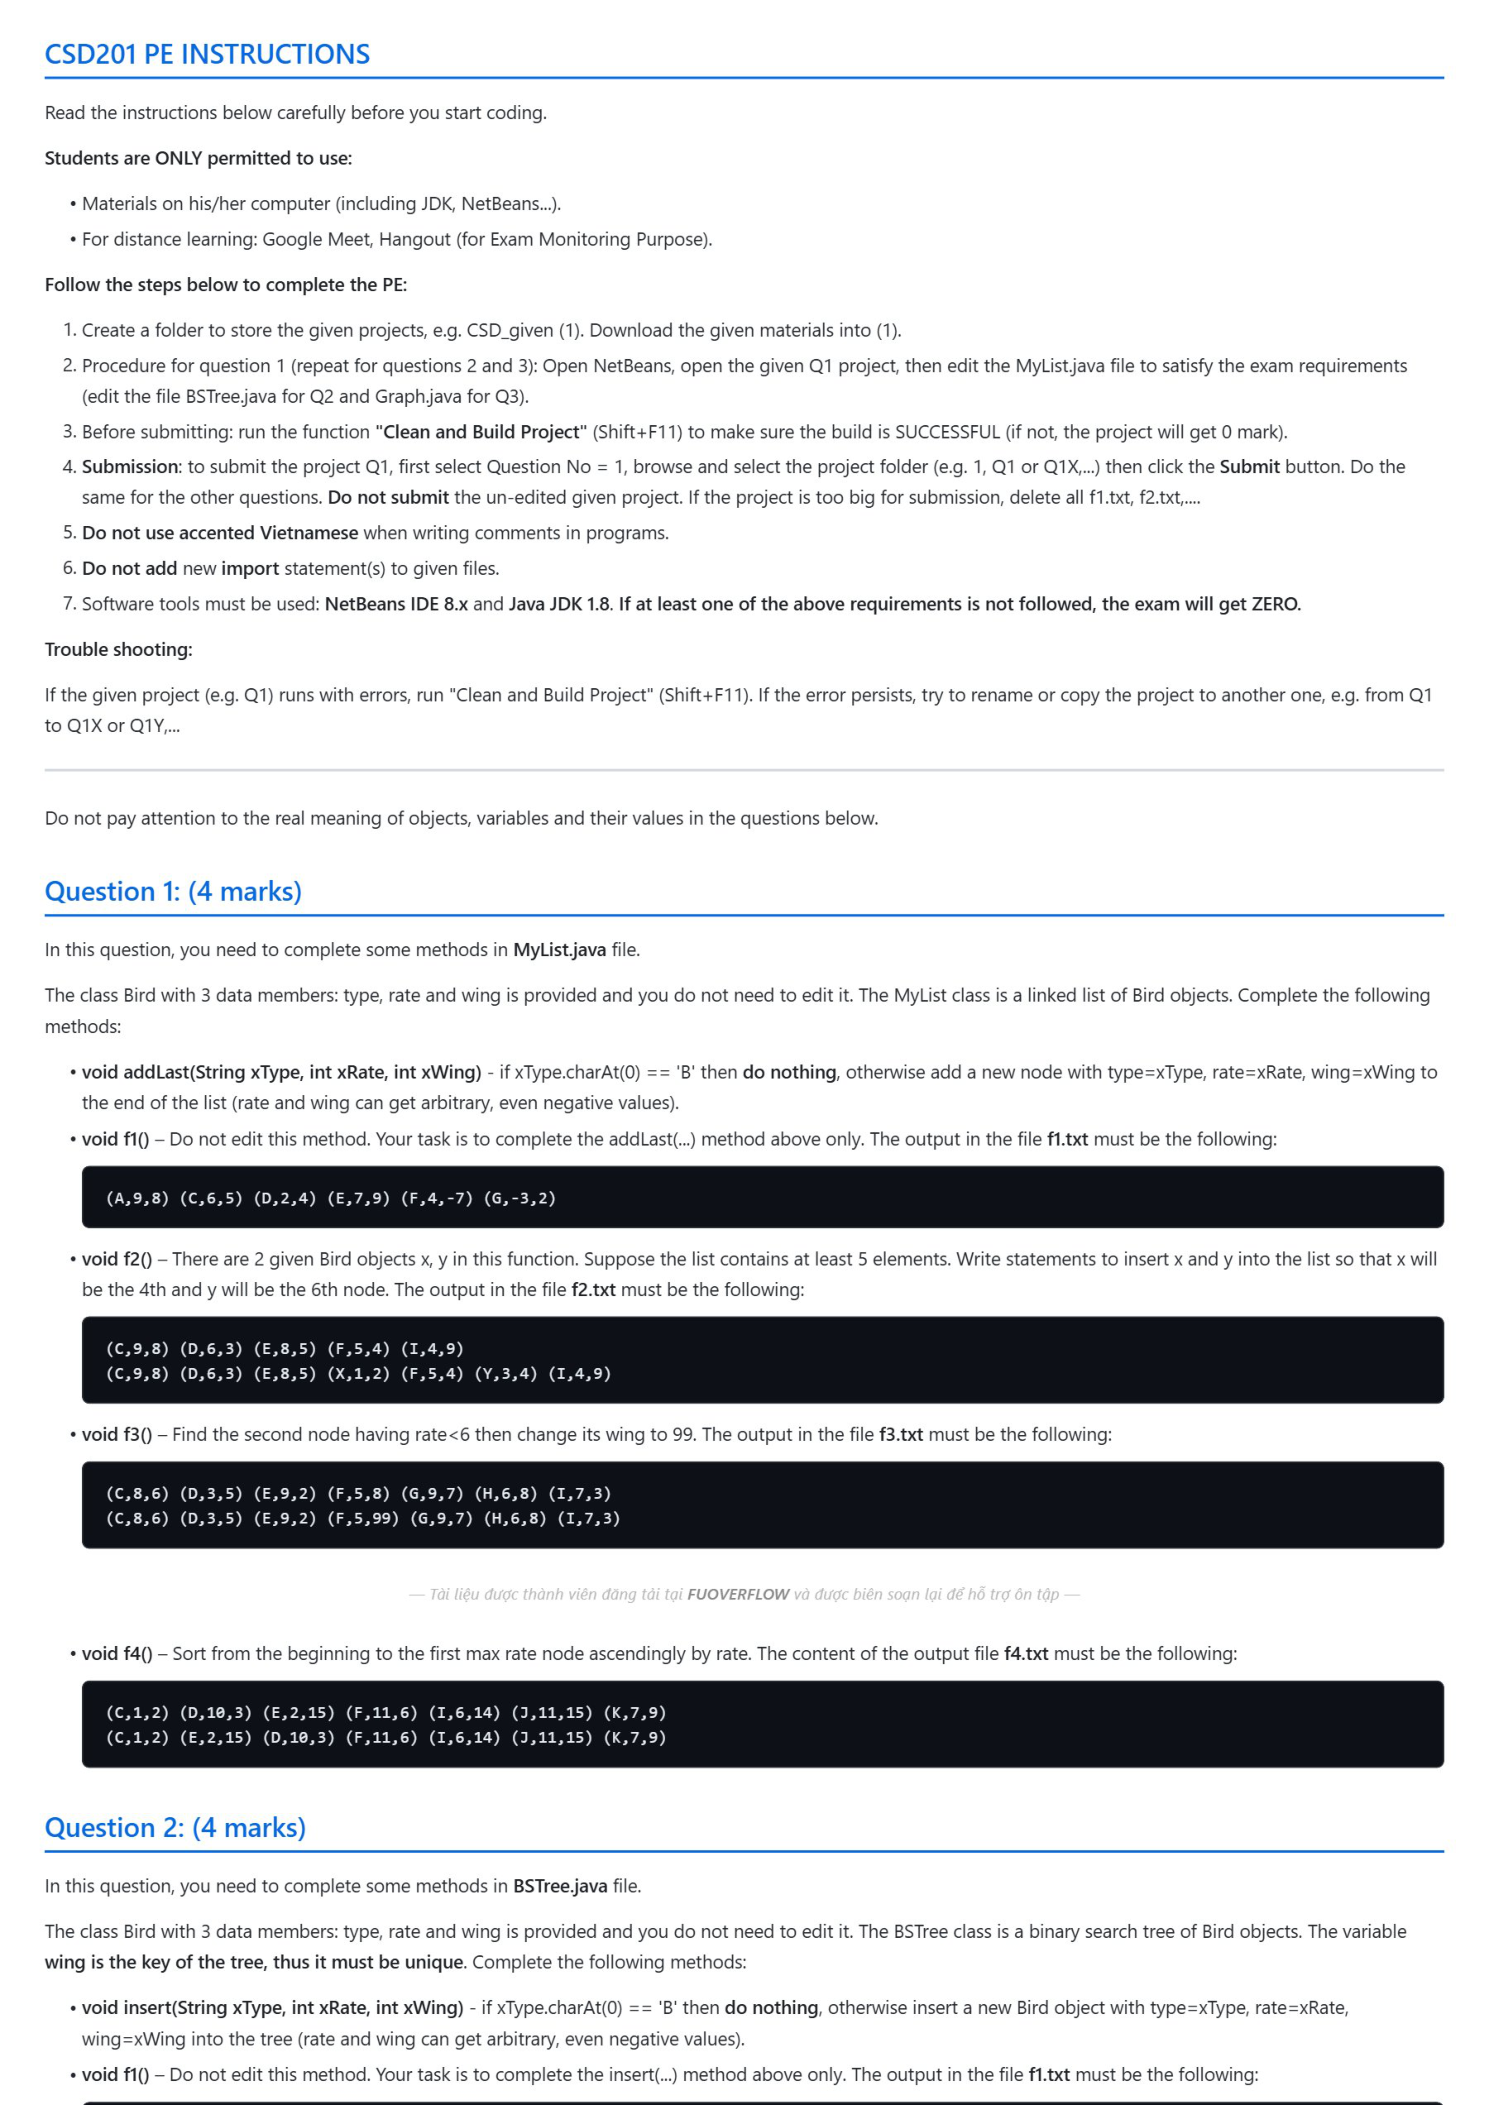 CSD201 PE INSTRUCTIONS
Read the instructions below carefully before you start coding.
Students are ONLY permitted to use:
• Materials on his/her computer (including JDK, NetBeans...).
• For distance learning: Google Meet, Hangout (for Exam Monitoring Purpose).
Follow the steps below to complete the PE:
1. Create a folder to store the given projects, e.g. CSD_given (1). Download the given materials into (1).
2. Procedure for question 1 (repeat for questions 2 and 3): Open NetBeans, open the given Q1 project, then edit the MyList.java file to satisfy the exam requirements
(edit the file BSTree.java for Q2 and Graph.java for Q3).
3. Before submitting: run the function "Clean and Build Project" (Shift+F11) to make sure the build is SUCCESSFUL (if not, the project will get 0 mark).
4. Submission: to submit the project Q1, first select Question No = 1, browse and select the project folder (e.g. 1, Q1 or Q1X,...) then click the Submit button. Do the
same for the other questions. Do not submit the un-edited given project. If the project is too big for submission, delete all f1.txt, f2.txt,....
5. Do not use accented Vietnamese when writing comments in programs.
6. Do not add new import statement(s) to given files.
7. Software tools must be used: NetBeans IDE 8.x and Java JDK 1.8. If at least one of the above requirements is not followed, the exam will get ZERO.
Trouble shooting:
If the given project (e.g. Q1) runs with errors, run "Clean and Build Project" (Shift+F11). If the error persists, try to rename or copy the project to another one, e.g. from Q1
to Q1X or Q1Y,...
Do not pay attention to the real meaning of objects, variables and their values in the questions below.
Question 1: (4 marks)
In this question, you need to complete some methods in MyList.java file.
The class Bird with 3 data members: type, rate and wing is provided and you do not need to edit it. The MyList class is a linked list of Bird objects. Complete the following
methods:
• void addLast(String xType, int xRate, int xWing) - if xType.charAt(0) == 'B' then do nothing, otherwise add a new node with type=xType, rate=xRate, wing=xWing to
the end of the list (rate and wing can get arbitrary, even negative values).
• void f1() – Do not edit this method. Your task is to complete the addLast(...) method above only. The output in the file f1.txt must be the following:
(A,9,8) (C,6,5) (D,2,4) (E,7,9) (F,4,-7) (G,-3,2)
• void f2() – There are 2 given Bird objects x, y in this function. Suppose the list contains at least 5 elements. Write statements to insert x and y into the list so that x will
be the 4th and y will be the 6th node. The output in the file f2.txt must be the following:
(C,9,8) (D,6,3) (E,8,5) (F,5,4) (I,4,9)
(C,9,8) (D,6,3) (E,8,5) (X,1,2) (F,5,4) (Y,3,4) (I,4,9)
• void f3() – Find the second node having rate<6 then change its wing to 99. The output in the file f3.txt must be the following:
(C,8,6) (D,3,5) (E,9,2) (F,5,8) (G,9,7) (H,6,8) (I,7,3)
(C,8,6) (D,3,5) (E,9,2) (F,5,99) (G,9,7) (H,6,8) (I,7,3)
— Tài liệu được thành viên đăng tải tại FUOVERFLOW và được biên soạn lại để hỗ trợ ôn tập —
• void f4() – Sort from the beginning to the first max rate node ascendingly by rate. The content of the output file f4.txt must be the following:
(C,1,2) (D,10,3) (E,2,15) (F,11,6) (I,6,14) (J,11,15) (K,7,9)
(C,1,2) (E,2,15) (D,10,3) (F,11,6) (I,6,14) (J,11,15) (K,7,9)
Question 2: (4 marks)
In this question, you need to complete some methods in BSTree.java file.
The class Bird with 3 data members: type, rate and wing is provided and you do not need to edit it. The BSTree class is a binary search tree of Bird objects. The variable
wing is the key of the tree, thus it must be unique. Complete the following methods:
• void insert(String xType, int xRate, int xWing) - if xType.charAt(0) == 'B' then do nothing, otherwise insert a new Bird object with type=xType, rate=xRate,
wing=xWing into the tree (rate and wing can get arbitrary, even negative values).
• void f1() – Do not edit this method. Your task is to complete the insert(...) method above only. The output in the file f1.txt must be the following: